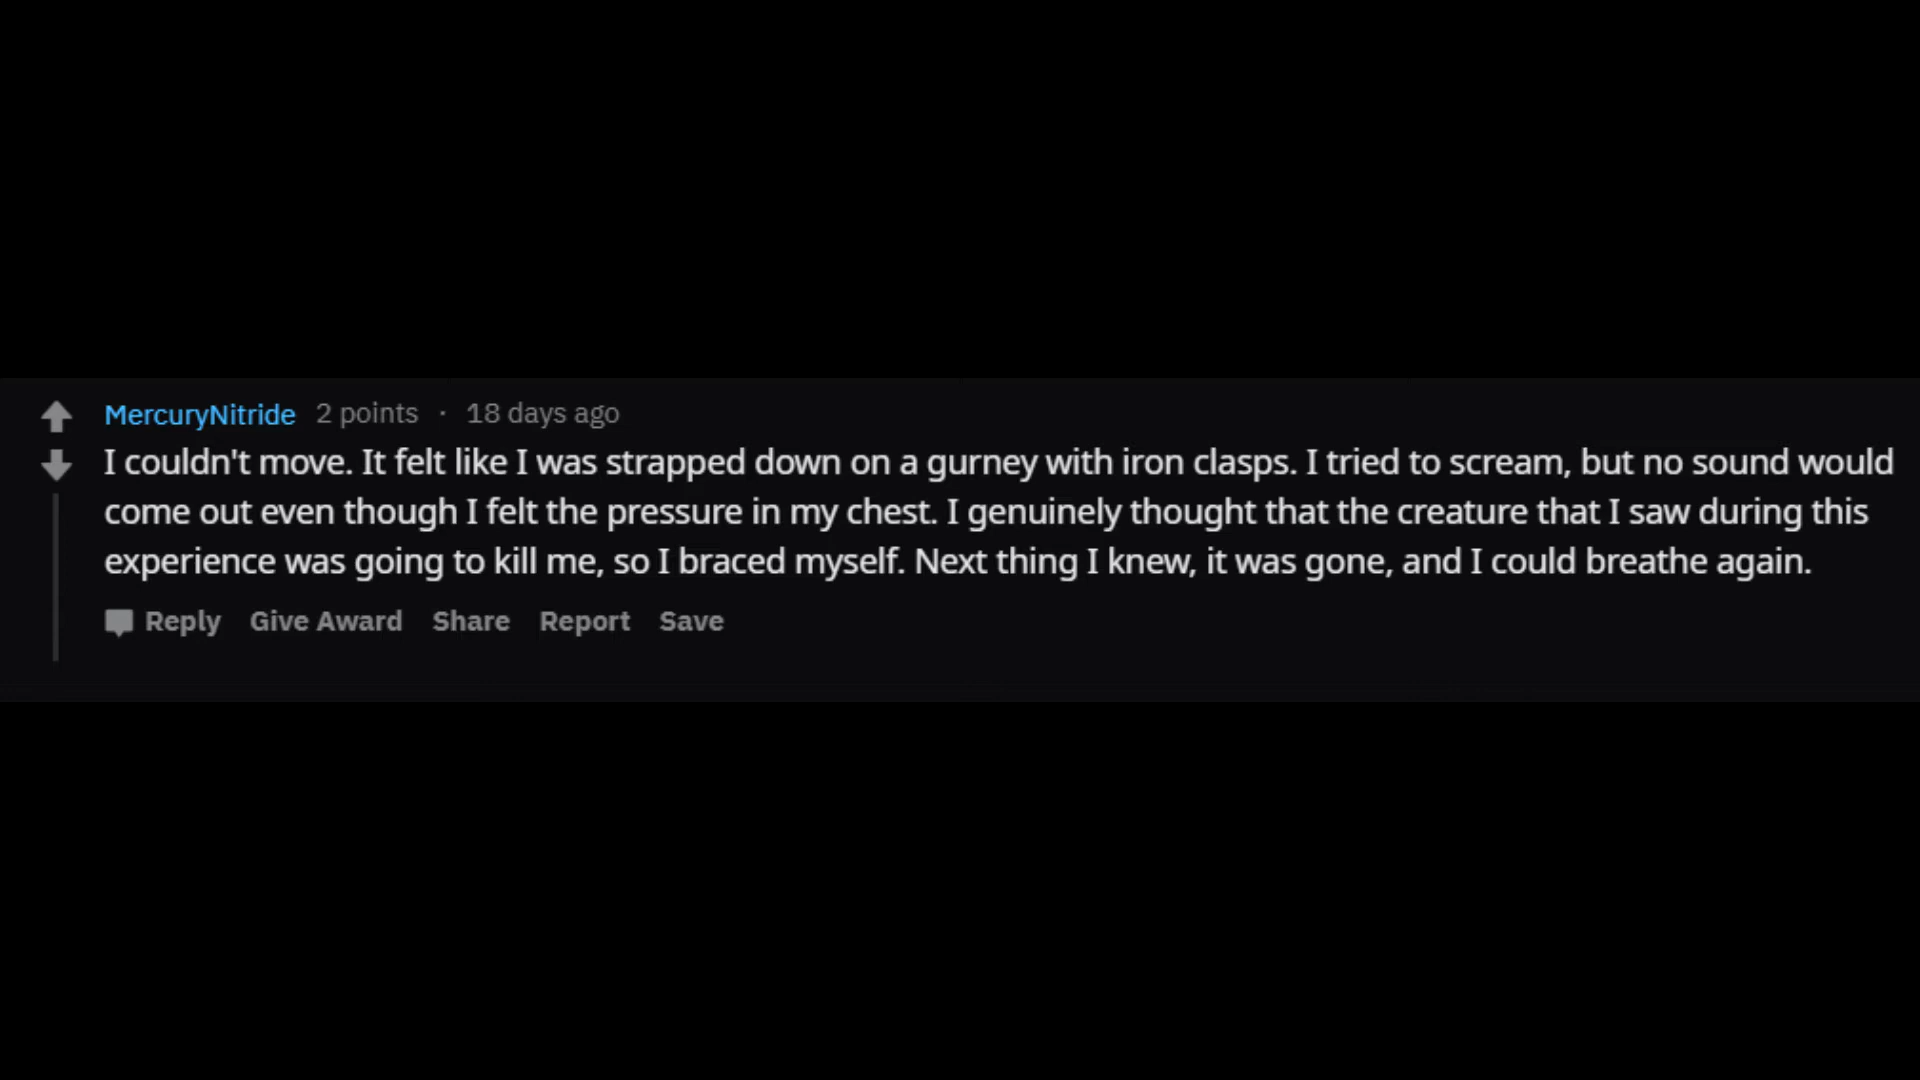 MercuryNitride 2 points · 18 days ago
I couldn't move. It felt like I was strapped down on a gurney with iron clasps. I tried to scream, but no sound would
come out even though I felt the pressure in my chest. I genuinely thought that the creature that I saw during this
experience was going to kill me, so I braced myself. Next thing I knew, it was gone, and I could breathe again.
Reply Give Award Share Report Save